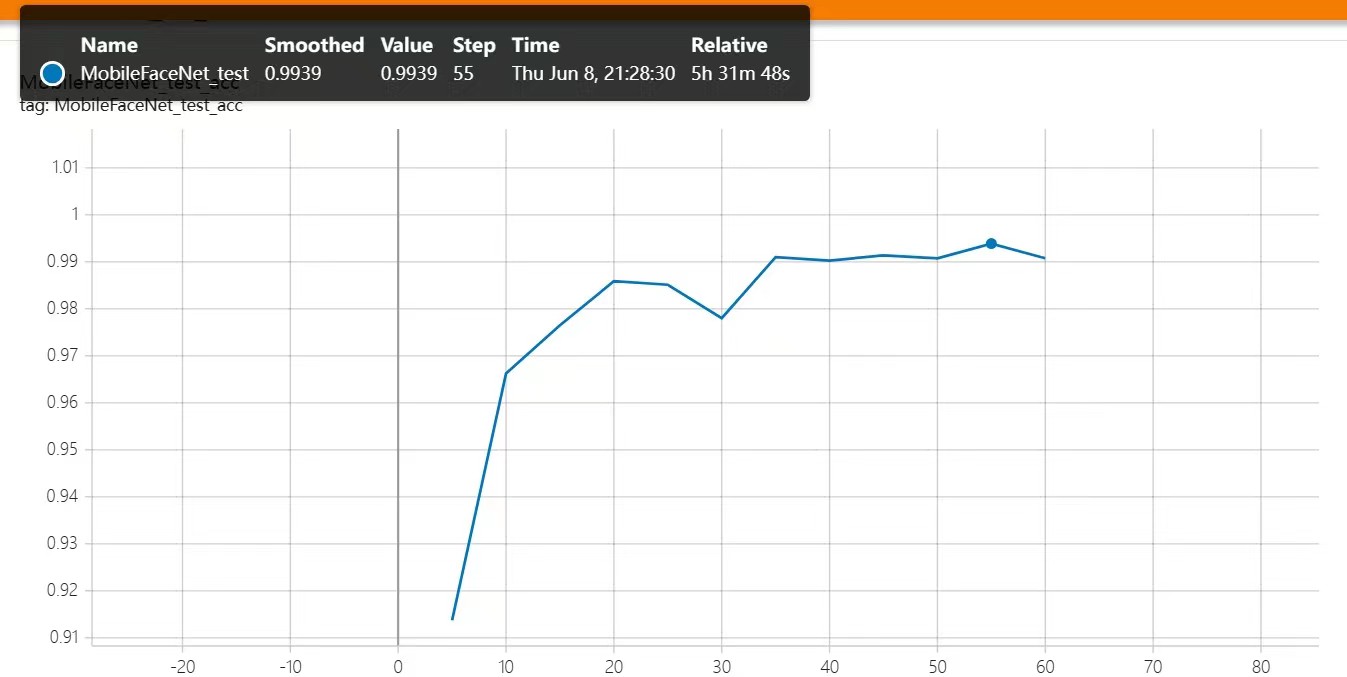 Name Smoothed Value Step Time Relative
MobileFaceNet_test 0.9939 0.9939 55 Thu Jun 8, 21:28:30 5h 31m 48s
MobileFaceNet_test_acc
tag: MobileFaceNet_test_acc
1.01
1
0.99
0.98
0.97
0.96
0.95
0.94
0.93
0.92
0.91
-20 -10 0 10 20 30 40 50 60 70 80